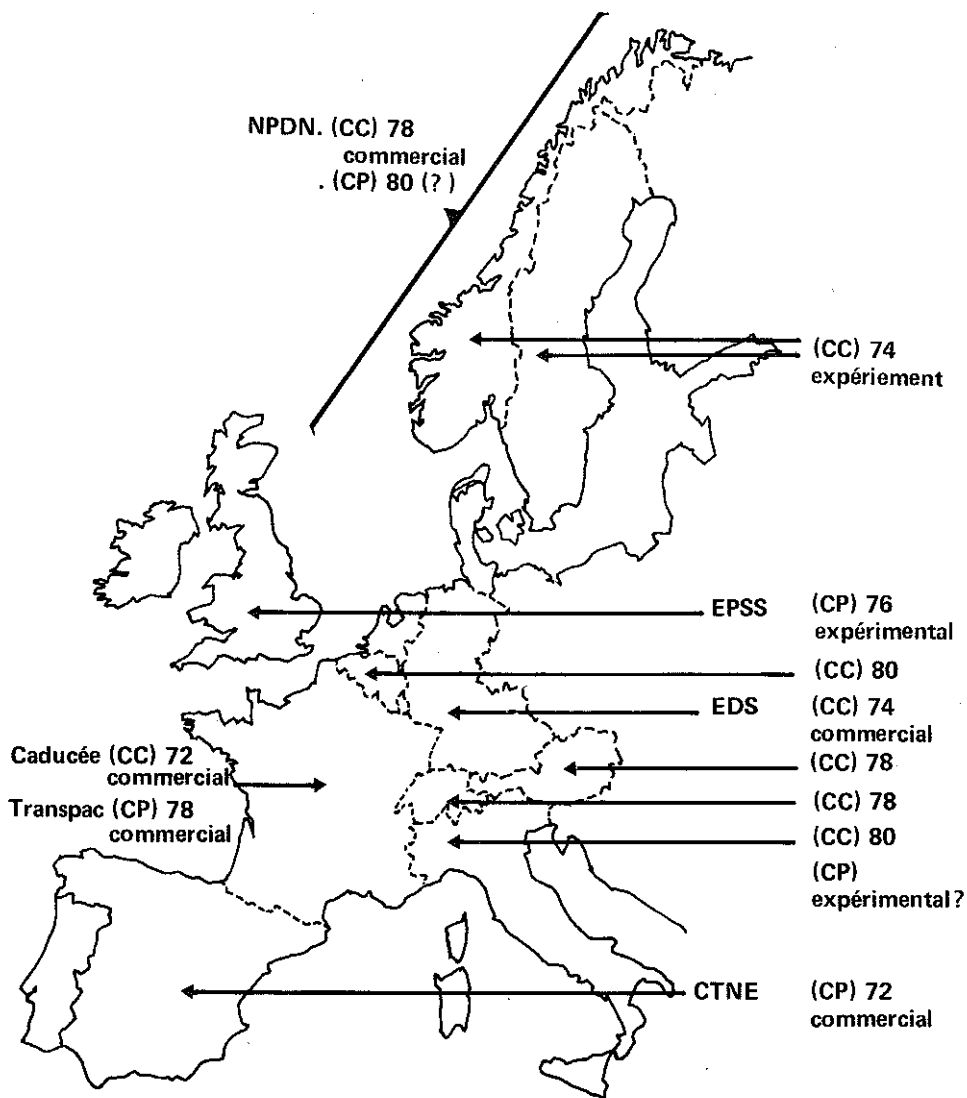 NPDN. (CC) 78
commercial
. (CP) 80 (?)
(CC) 74
expériement
EPSS (CP) 76
expérimental
(CC) 80
EDS (CC) 74
commercial
Caducée (CC) 72
commercial
Transpac (CP) 78
commercial
(CC) 78
(CC) 78
(CC) 80
(CP)
expérimental?
CTNE (CP) 72
commercial